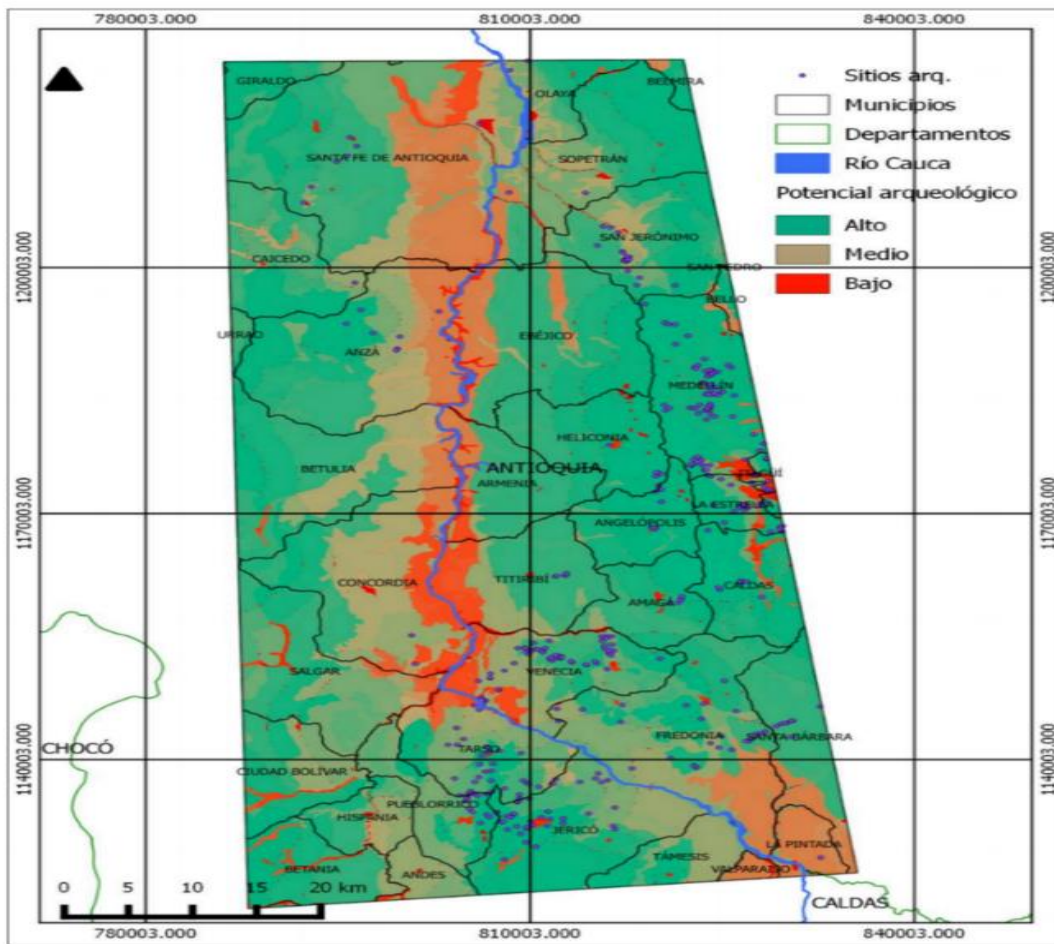 780003.000 810003.000 840003.000
Sitios arq.
Municipios
Departamentos
Río Cauca
Potencial arqueológico
Alto
Medio
Bajo
GIRALDO
BELMIRA
OLAYA
SANTA FE DE ANTIOQUIA
SOPETRÁN
SAN JERÓNIMO
CAICEDO
SAN PEDRO
BELLO
1200003.000
1200003.000
URRAO
EBÉJICO
ANZÁ
MEDELLÍN
HELICONIA
BETULIA
ANTIOQUIA
ARMENIA
LA ESTRELLA
1170003.000
1170003.000
ANGELÓPOLIS
CONCORDIA
TITIRIBÍ
CALDAS
AMAGÁ
SALGAR
VENECIA
FREDONIA
SANTA BÁRBARA
CHOCÓ
TARSO
1140003.000
1140003.000
CIUDAD BOLÍVAR
PUEBLORRICO
HISPANIA
JERICÓ
LA PINTADA
TÁMESIS
BETANIA
ANDES
VALPARAÍSO
0 5 10 15 20 km
CALDAS
780003.000 810003.000 840003.000